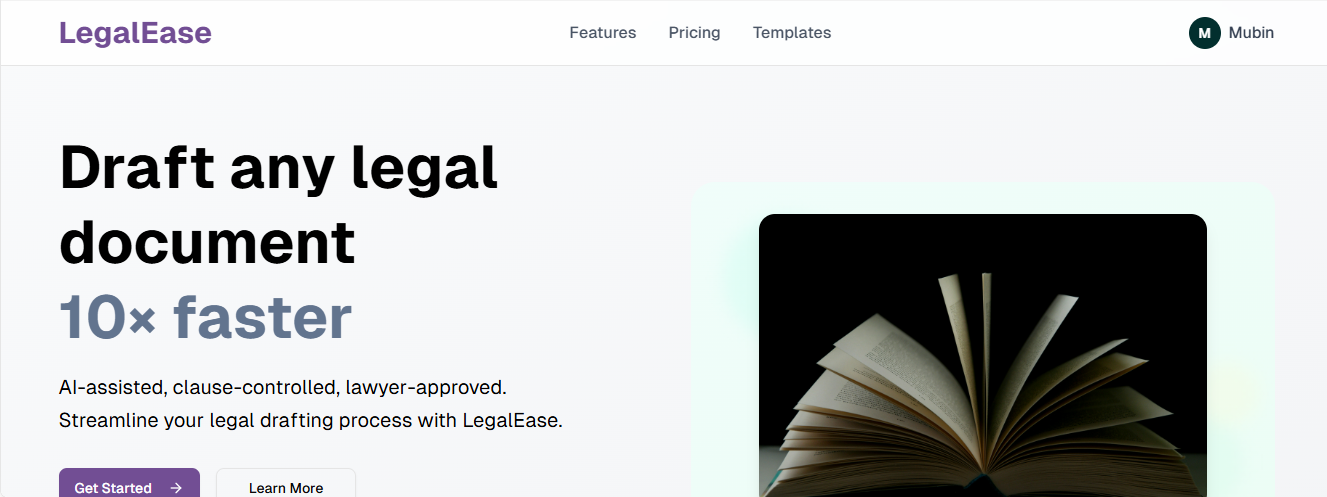 LegalEase
Features
Pricing
Templates
M
Mubin
Draft any legal
document
10× faster
AI-assisted, clause-controlled, lawyer-approved.
Streamline your legal drafting process with LegalEase.
Get Started →
Learn More